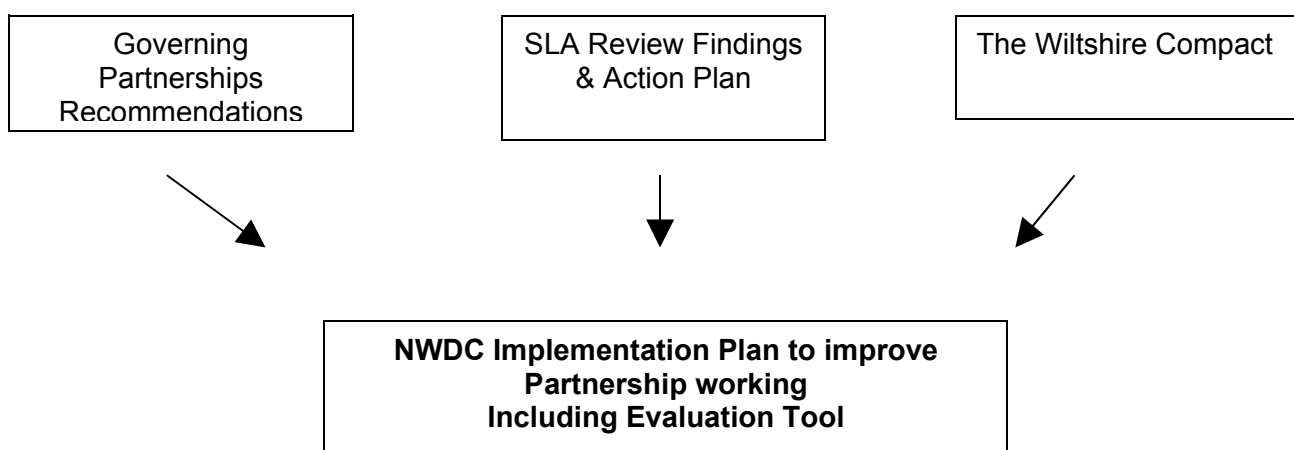 Governing
Partnerships
Recommendations
SLA Review Findings
& Action Plan
The Wiltshire Compact
NWDC Implementation Plan to improve
Partnership working
Including Evaluation Tool